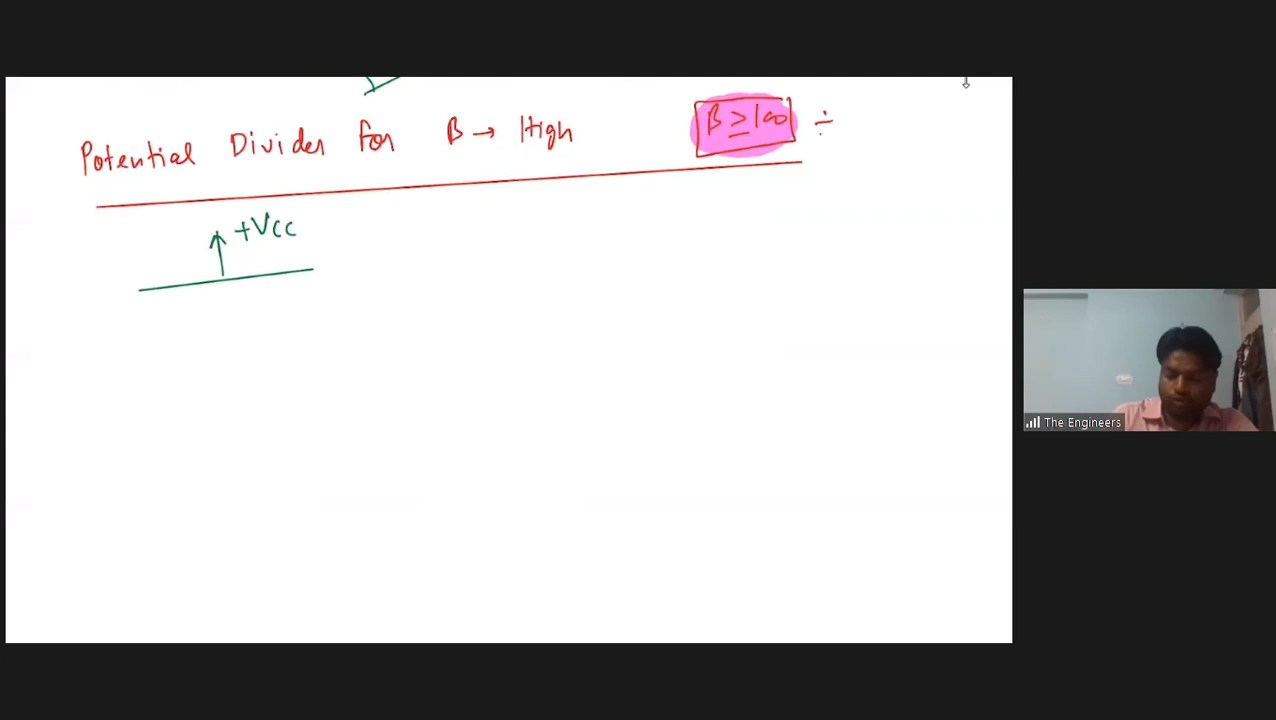 Potential Divider for β → High β ≥ 100 ÷
+VCC
The Engineers